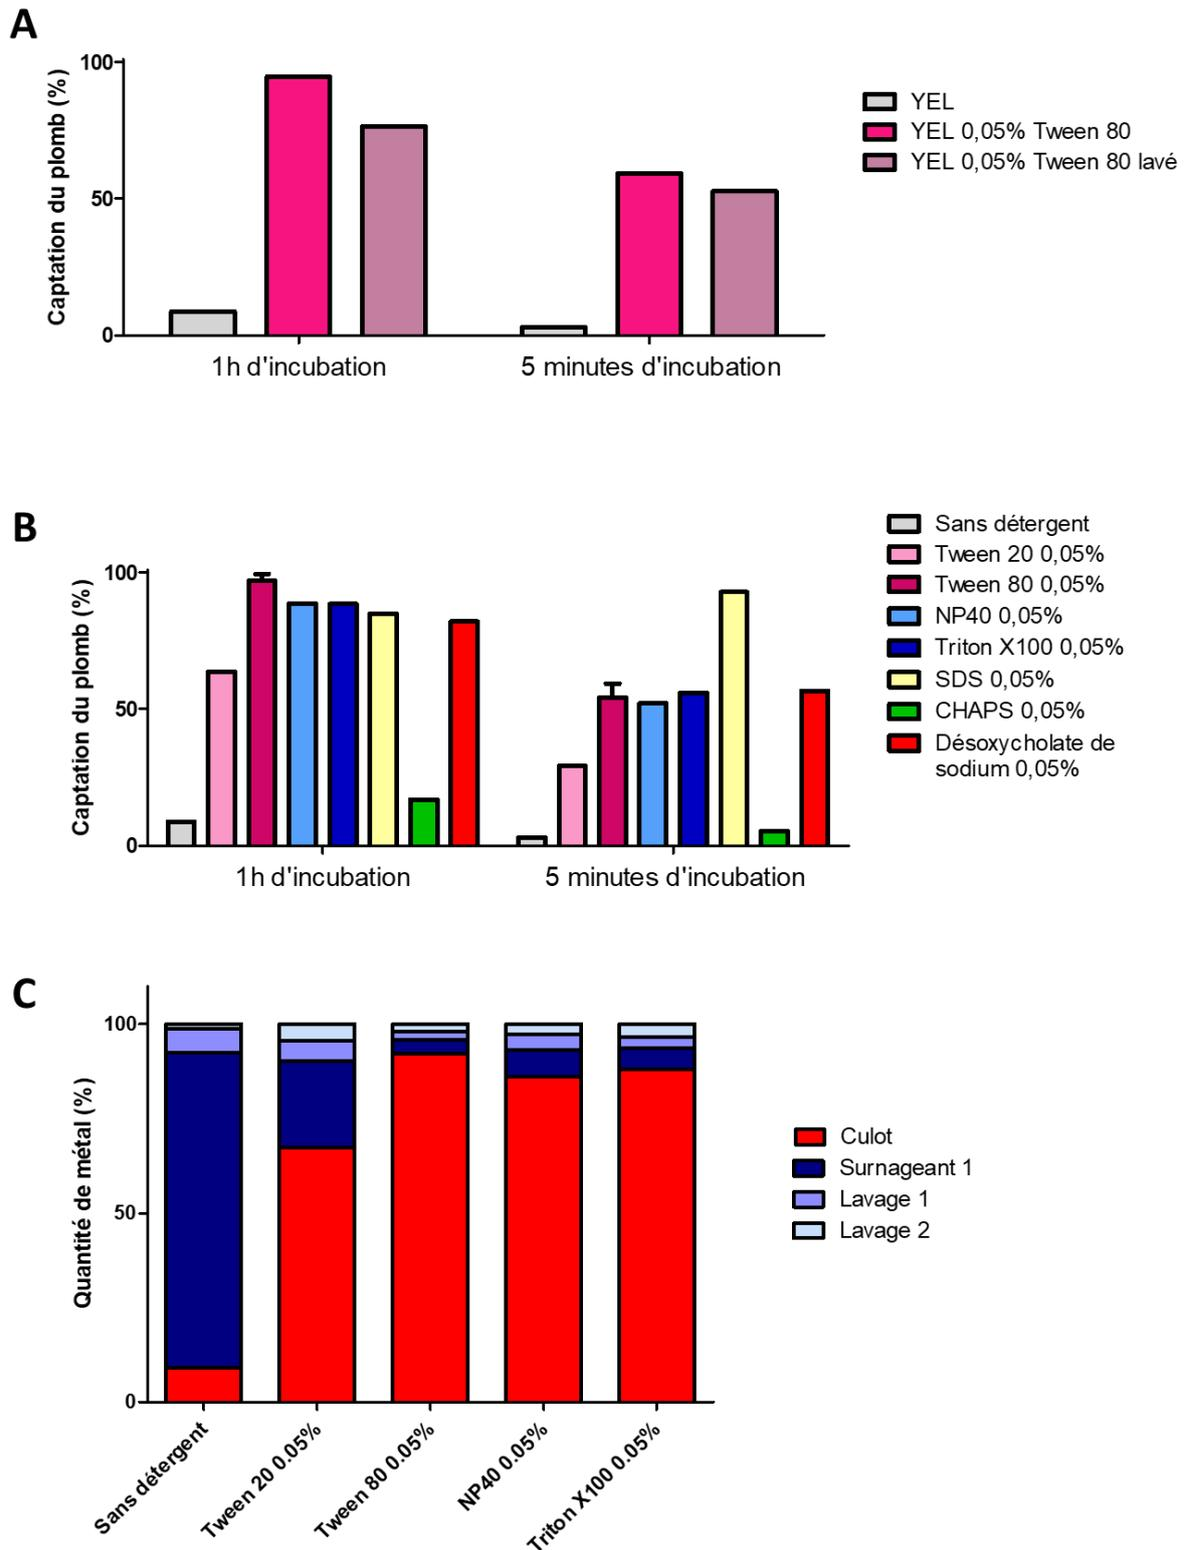 A
Captation du plomb (%)
100
50
0
1h d'incubation
5 minutes d'incubation
YEL
YEL 0,05% Tween 80
YEL 0,05% Tween 80 lavé
B
Captation du plomb (%)
100
50
0
1h d'incubation
5 minutes d'incubation
Sans détergent
Tween 20 0,05%
Tween 80 0,05%
NP40 0,05%
Triton X100 0,05%
SDS 0,05%
CHAPS 0,05%
Désoxycholate de
sodium 0,05%
C
Quantité de métal (%)
100
50
0
Sans détergent
Tween 20 0.05%
Tween 80 0.05%
NP40 0.05%
Triton X100 0.05%
Culot
Surnageant 1
Lavage 1
Lavage 2